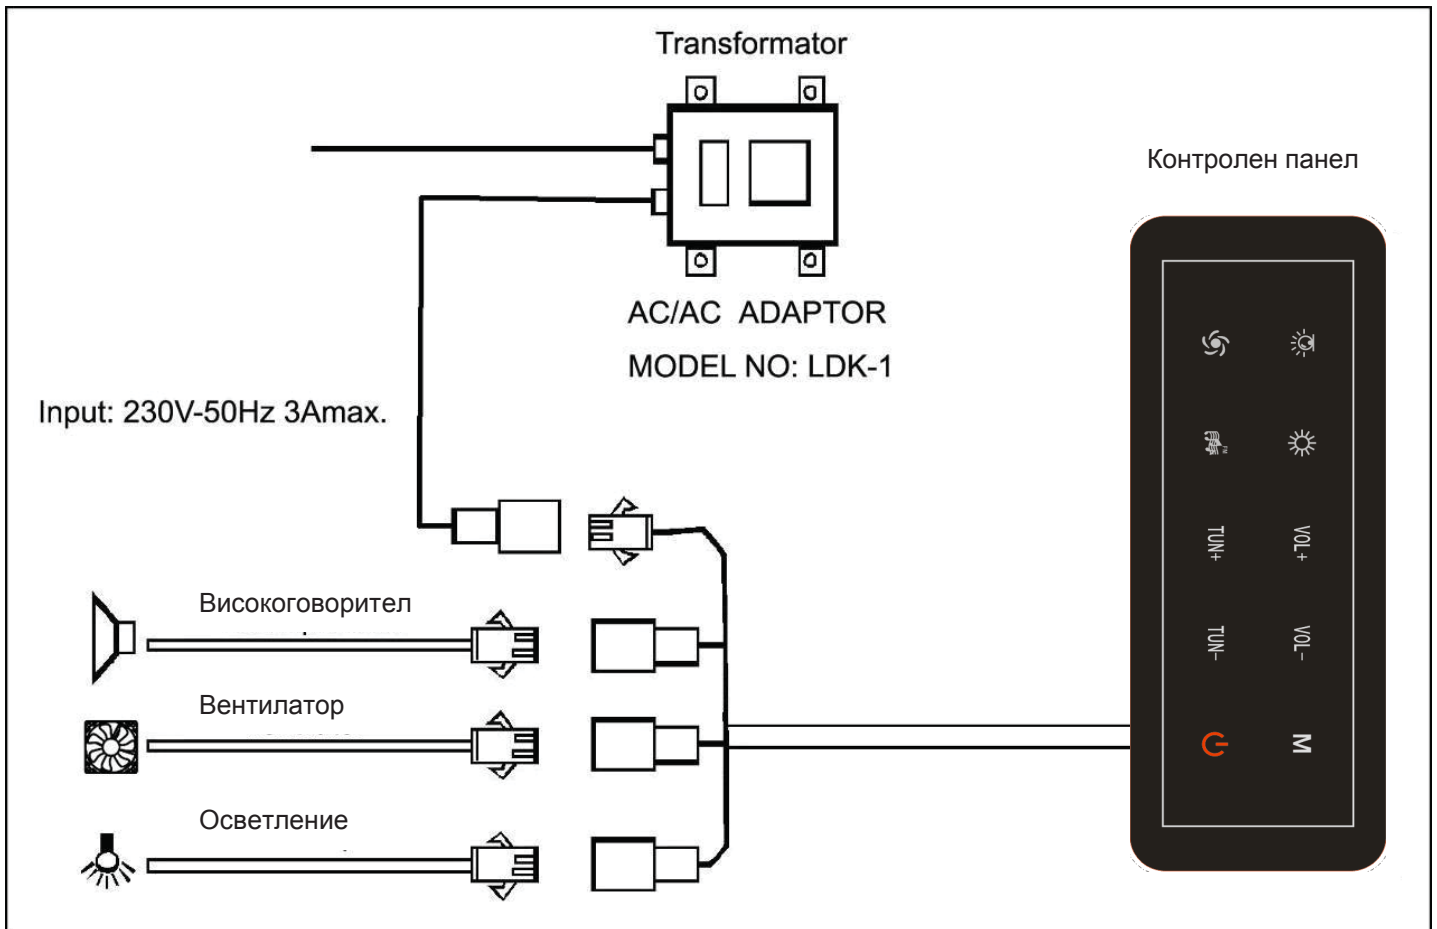 Transformator
Контролен панел
AC/AC ADAPTOR
MODEL NO: LDK-1
Input: 230V-50Hz 3Amax.
Високоговорител
Вентилатор
Осветление
FM
TUN+
VOL+
TUN-
VOL-
M